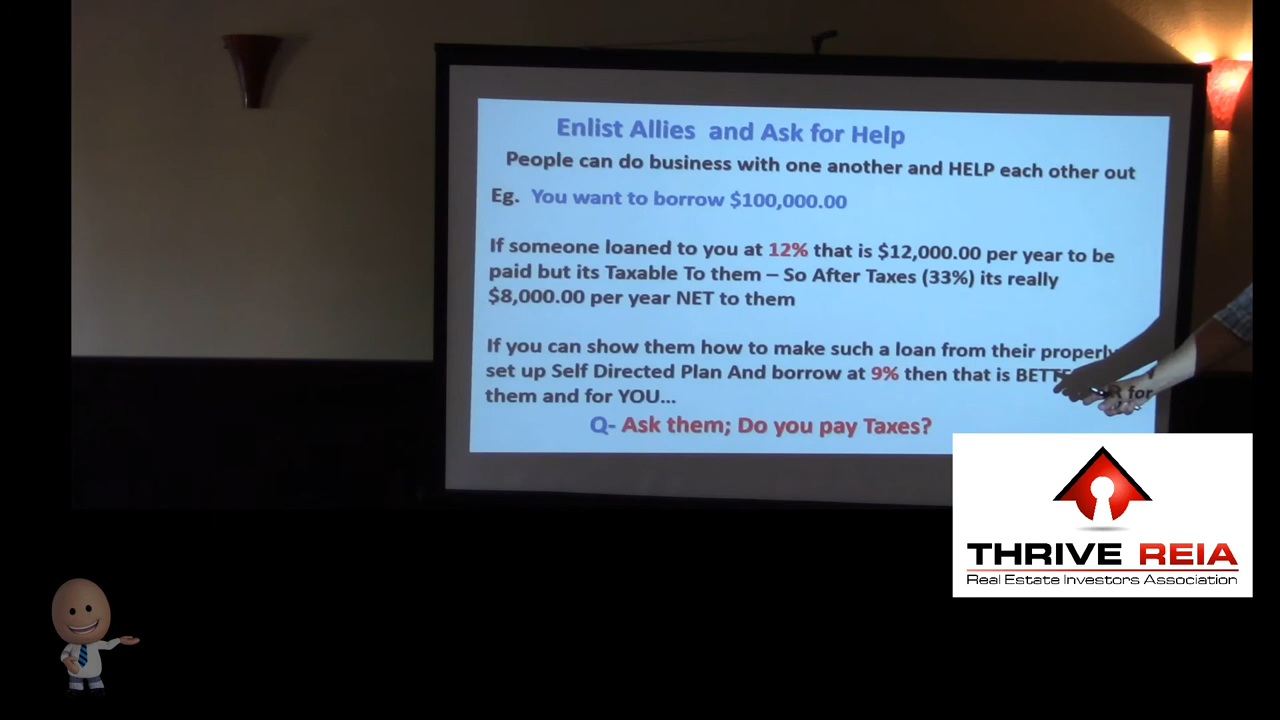 Enlist Allies and Ask for Help
People can do business with one another and HELP each other out
Eg. You want to borrow $100,000.00
If someone loaned to you at 12% that is $12,000.00 per year to be
paid but its Taxable To them – So After Taxes (33%) its really
$8,000.00 per year NET to them
If you can show them how to make such a loan from their properly
set up Self Directed Plan And borrow at 9% then that is
them and for YOU...
Q- Ask them; Do you pay Taxes?
THRIVE REIA
Real Estate Investors Association